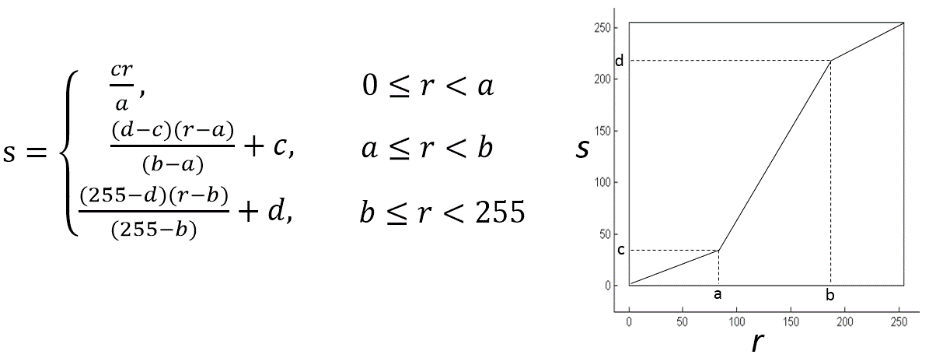 s = { cr/a, 0 ≤ r < a
(d−c)(r−a)/(b−a) + c, a ≤ r < b
(255−d)(r−b)/(255−b) + d, b ≤ r < 255
250
d
200
150
s
100
50
c
0
a b
0 50 100 150 200 250
r